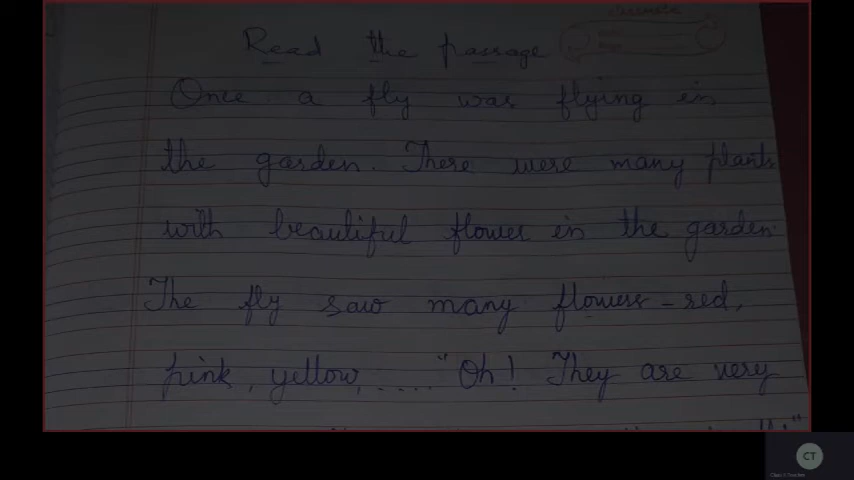 Read the passage
Once a fly was flying in
the garden. There were many plants
with beautiful flower in the garden.
The fly saw many flowers - red,
pink, yellow, .... "Oh! They are very
CT